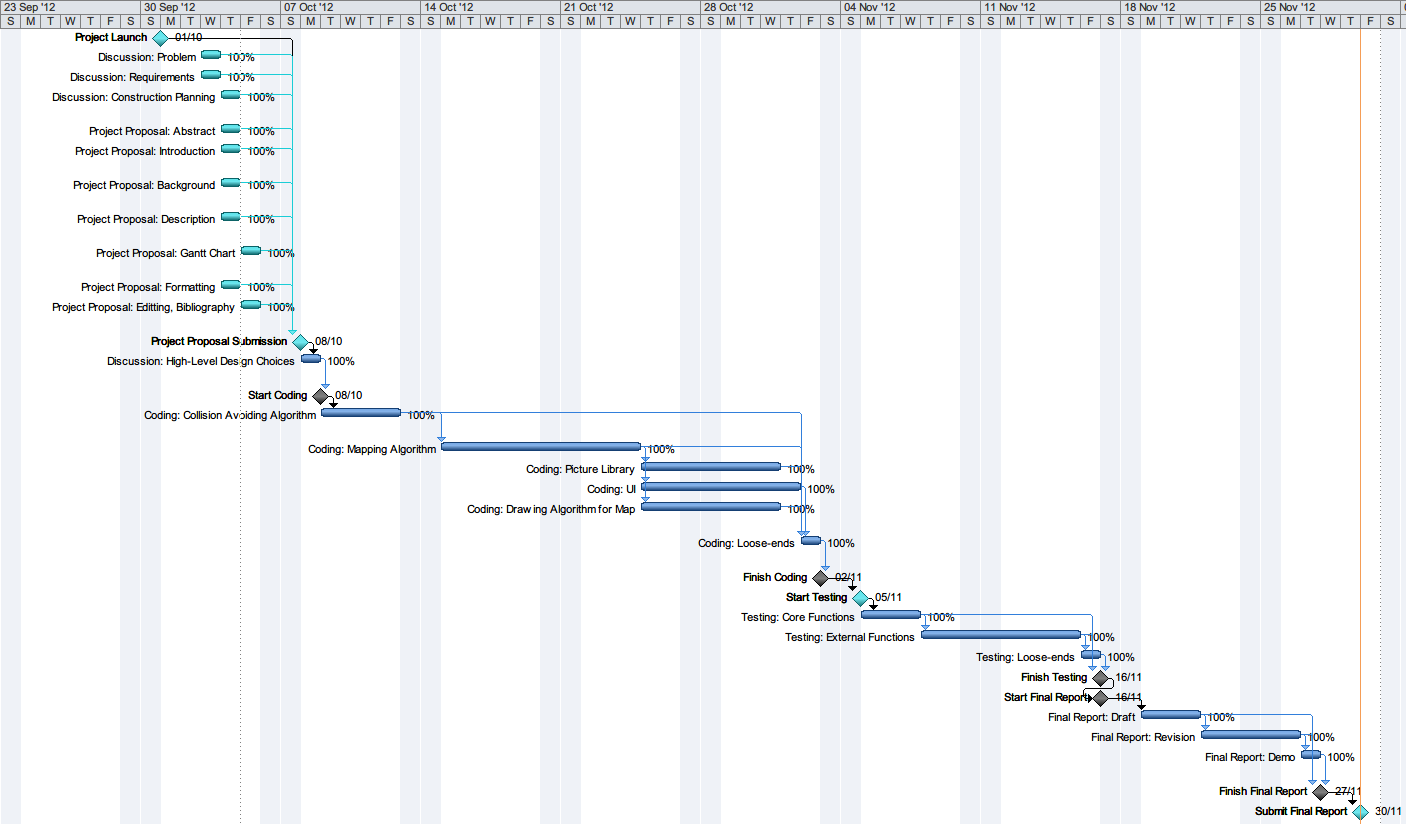 23 Sep '12 30 Sep '12 07 Oct '12 14 Oct '12 21 Oct '12 28 Oct '12 04 Nov '12 11 Nov '12 18 Nov '12 25 Nov '12
S M T W T F S S M T W T F S S M T W T F S S M T W T F S S M T W T F S S M T W T F S S M T W T F S S M T W T F S S M T W T F S S M T W T F S
Project Launch 01/10
Discussion: Problem 100%
Discussion: Requirements 100%
Discussion: Construction Planning 100%
Project Proposal: Abstract 100%
Project Proposal: Introduction 100%
Project Proposal: Background 100%
Project Proposal: Description 100%
Project Proposal: Gantt Chart 100%
Project Proposal: Formatting 100%
Project Proposal: Editting, Bibliography 100%
Project Proposal Submission 08/10
Discussion: High-Level Design Choices 100%
Start Coding 08/10
Coding: Collision Avoiding Algorithm 100%
Coding: Mapping Algorithm 100%
Coding: Picture Library 100%
Coding: UI 100%
Coding: Drawing Algorithm for Map 100%
Coding: Loose-ends 100%
Finish Coding 02/11
Start Testing 05/11
Testing: Core Functions 100%
Testing: External Functions 100%
Testing: Loose-ends 100%
Finish Testing 16/11
Start Final Report 16/11
Final Report: Draft 100%
Final Report: Revision 100%
Final Report: Demo 100%
Finish Final Report 27/11
Submit Final Report 30/11